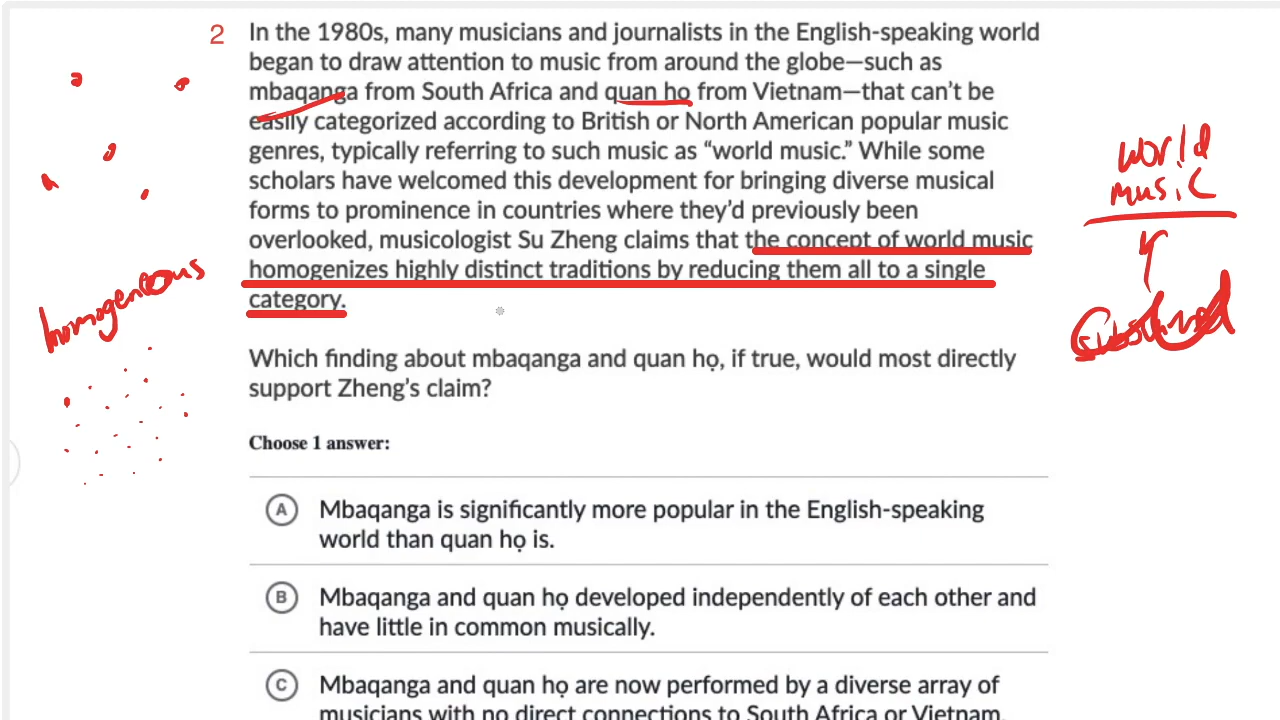 2
In the 1980s, many musicians and journalists in the English-speaking world
began to draw attention to music from around the globe—such as
mbaqanga from South Africa and quan họ from Vietnam—that can't be
easily categorized according to British or North American popular music
genres, typically referring to such music as “world music.” While some
scholars have welcomed this development for bringing diverse musical
forms to prominence in countries where they'd previously been
overlooked, musicologist Su Zheng claims that the concept of world music
homogenizes highly distinct traditions by reducing them all to a single
category.
world
music
homogeneous
Which finding about mbaqanga and quan họ, if true, would most directly
support Zheng's claim?
Choose 1 answer:
A Mbaqanga is significantly more popular in the English-speaking
world than quan họ is.
B Mbaqanga and quan họ developed independently of each other and
have little in common musically.
C Mbaqanga and quan họ are now performed by a diverse array of
musicians with no direct connections to South Africa or Vietnam.